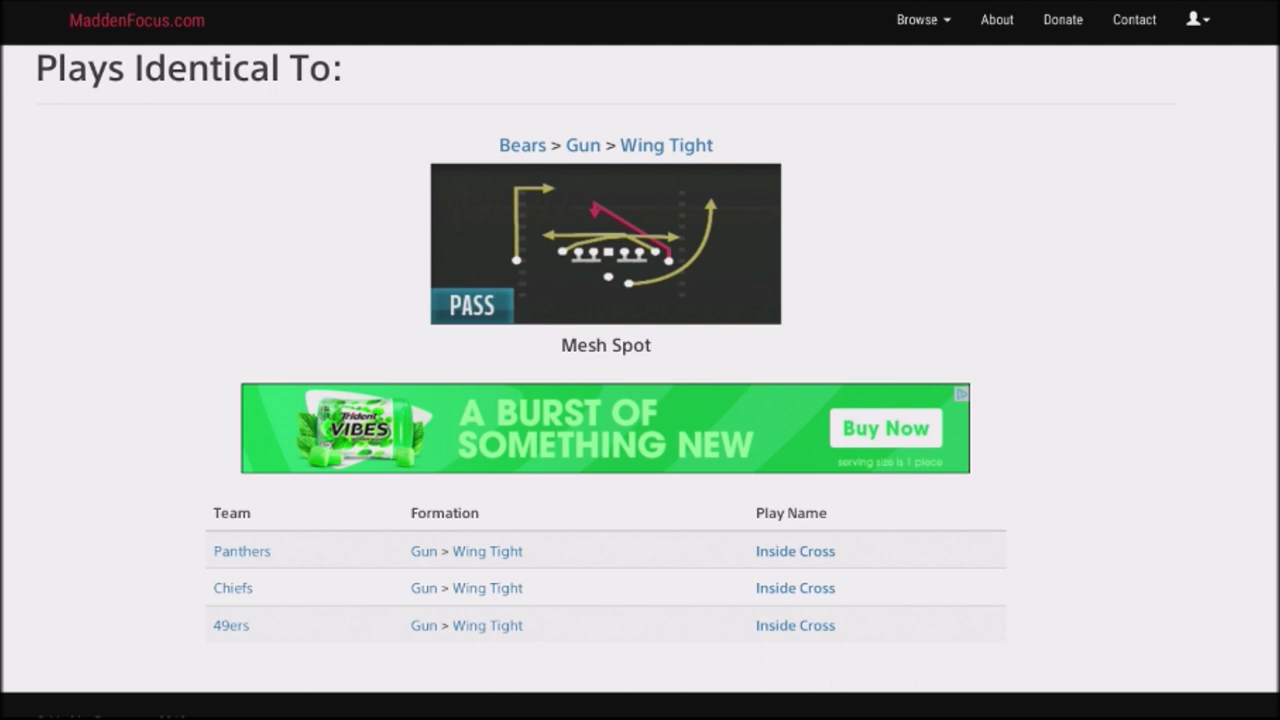 MaddenFocus.com
Browse About Donate Contact
Plays Identical To:
Bears > Gun > Wing Tight
PASS
Mesh Spot
Trident
VIBES
A BURST OF
SOMETHING NEW
Buy Now
serving size is 1 piece
Team Formation Play Name
Panthers Gun > Wing Tight Inside Cross
Chiefs Gun > Wing Tight Inside Cross
49ers Gun > Wing Tight Inside Cross